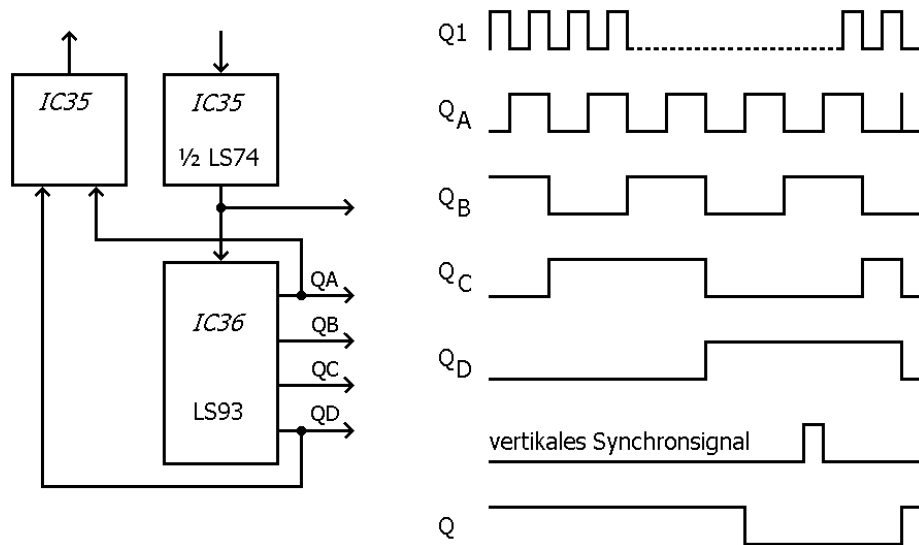 IC35
IC35
½ LS74
QA
IC36
QB
QC
LS93
QD
Q1
QA
QB
QC
QD
vertikales Synchronsignal
Q